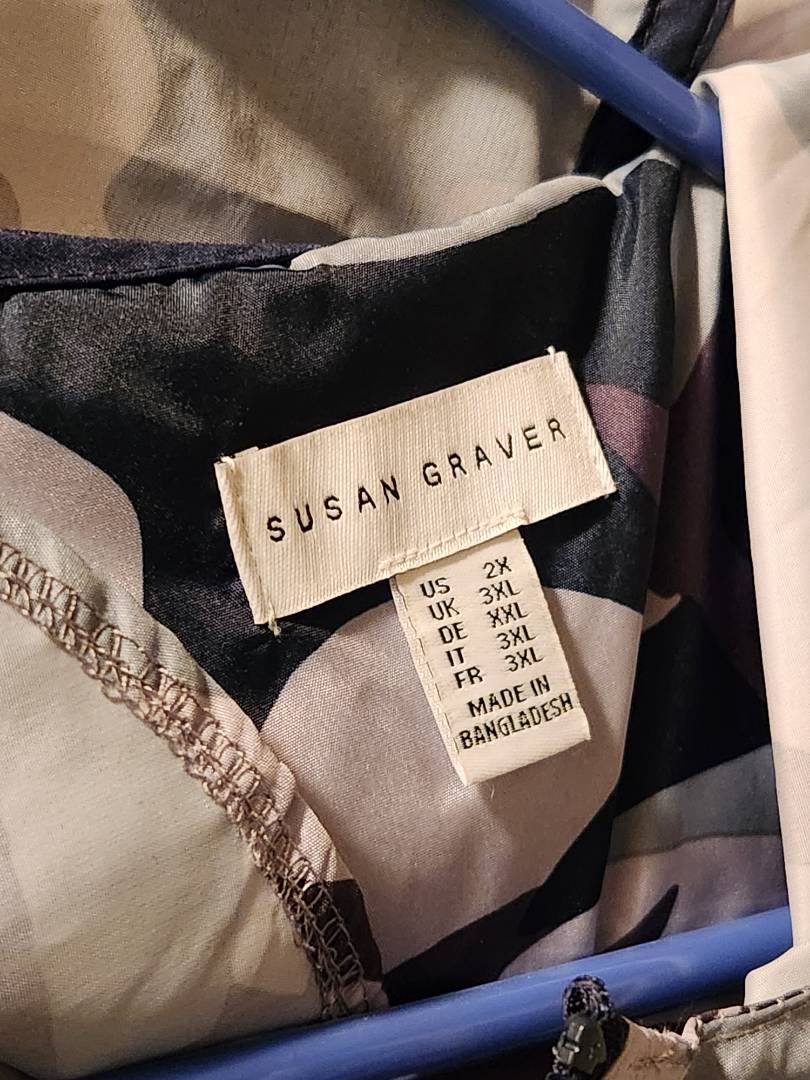 SUSAN GRAVER
US 2X
UK 3XL
DE XXL
IT 3XL
FR 3XL
MADE IN
BANGLADESH